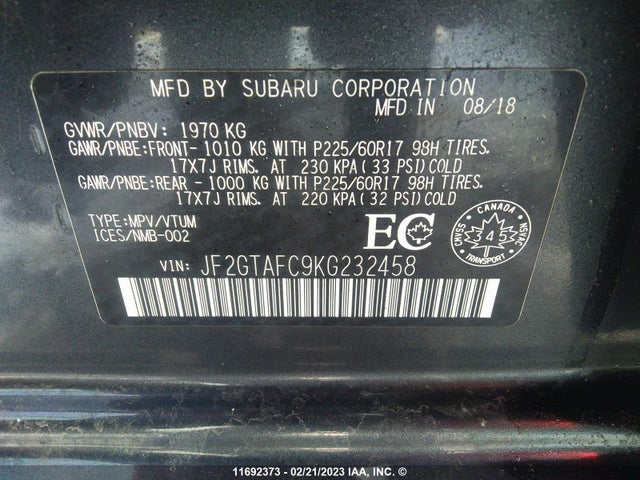 MFD BY SUBARU CORPORATION
MFD IN 08/18
GVWR/PNBV: 1970 KG
GAWR/PNBE:FRONT- 1010 KG WITH P225/60R17 98H TIRES.
17X7J RIMS. AT 230 KPA(33 PSI)COLD
GAWR/PNBE:REAR - 1000 KG WITH P225/60R17 98H TIRES.
17X7J RIMS. AT 220 KPA(32 PSI)COLD
TYPE:MPV/VTUM
ICES/NMB-002
EC
CANADA
CMVSS
NSVAC
343
TRANSPORT
VIN: JF2GTAFC9KG232458
11692373 - 02/21/2023 IAA, INC. ©